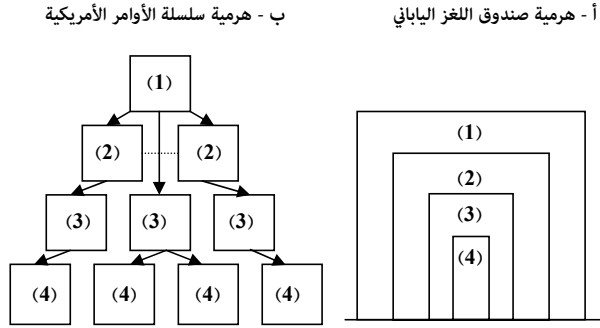 أ - هرمية صندوق اللغز الياباني
ب - هرمية سلسلة الأوامر الأمريكية
(1)
(2)
(3)
(4)
(1)
(2) (2)
(3) (3) (3)
(4) (4) (4) (4)